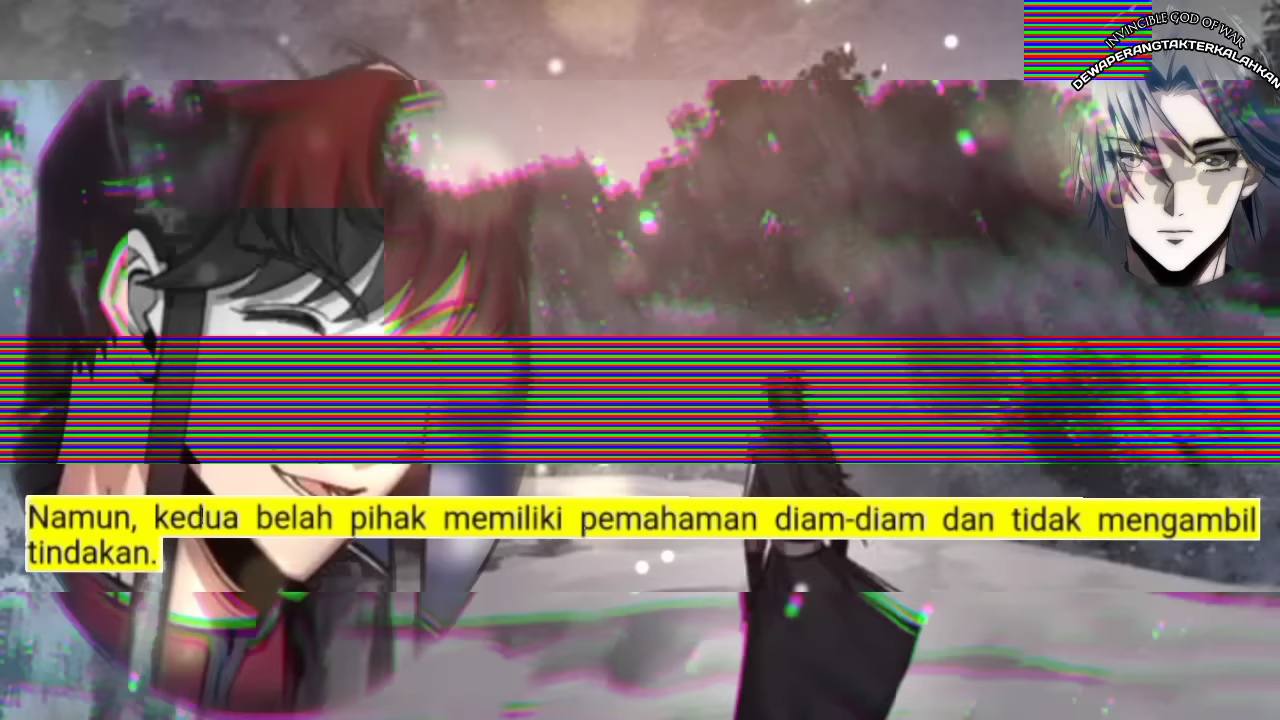 INVINCIBLE GOD OF WAR
DEWAPERANGTAKTERKALAHKAN
Namun, kedua belah pihak memiliki pemahaman diam-diam dan tidak mengambil
tindakan.